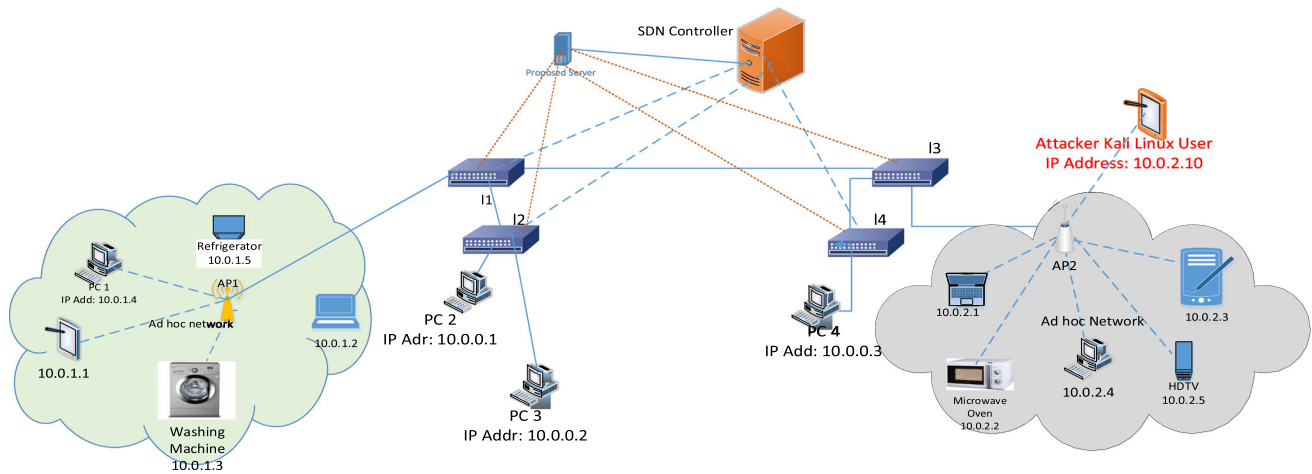 SDN Controller
Proposed Server
Attacker Kali Linux User
IP Address: 10.0.2.10
l1
l2
l3
l4
Refrigerator
10.0.1.5
PC 1
IP Add: 10.0.1.4
AP1
Ad hoc network
10.0.1.1
10.0.1.2
Washing
Machine
10.0.1.3
PC 2
IP Adr: 10.0.0.1
PC 3
IP Addr: 10.0.0.2
PC 4
IP Add: 10.0.0.3
AP2
10.0.2.1
10.0.2.3
Ad hoc Network
Microwave
Oven
10.0.2.2
10.0.2.4
HDTV
10.0.2.5